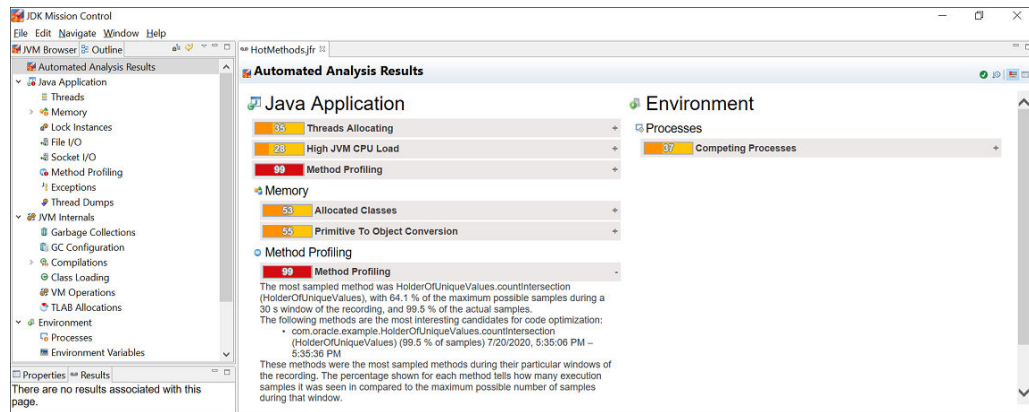 JDK Mission Control
File Edit Navigate Window Help
JVM Browser Outline
Automated Analysis Results
Java Application
Threads
Memory
Lock Instances
File I/O
Socket I/O
Method Profiling
Exceptions
Thread Dumps
JVM Internals
Garbage Collections
GC Configuration
Compilations
Class Loading
VM Operations
TLAB Allocations
Environment
Processes
Environment Variables
Properties Results
There are no results associated with this
page.
HotMethods.jfr
Automated Analysis Results
Java Application
35 Threads Allocating +
28 High JVM CPU Load +
99 Method Profiling +
Memory
53 Allocated Classes +
55 Primitive To Object Conversion +
Method Profiling
99 Method Profiling -
The most sampled method was HolderOfUniqueValues.countIntersection
(HolderOfUniqueValues), with 64.1 % of the maximum possible samples during a
30 s window of the recording, and 99.5 % of the actual samples.
The following methods are the most interesting candidates for code optimization:
• com.oracle.example.HolderOfUniqueValues.countIntersection
(HolderOfUniqueValues) (99.5 % of samples) 7/20/2020, 5:35:06 PM –
5:35:36 PM
These methods were the most sampled methods during their particular windows of
the recording. The percentage shown for each method tells how many execution
samples it was seen in compared to the maximum possible number of samples
during that window.
Environment
Processes
37 Competing Processes +